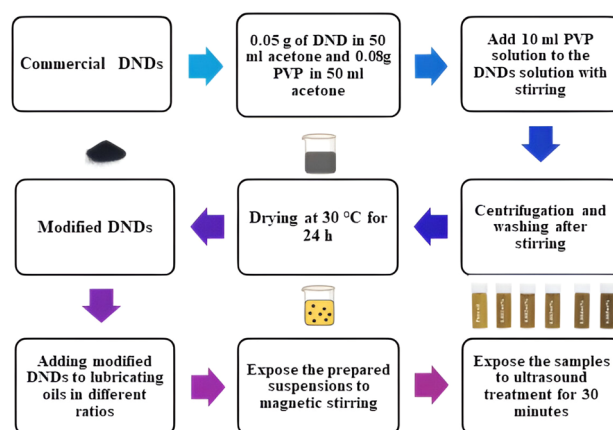 Commercial DNDs
0.05 g of DND in 50
ml acetone and 0.08g
PVP in 50 ml
acetone
Add 10 ml PVP
solution to the
DNDs solution with
stirring
Centrifugation and
washing after
stirring
Drying at 30 °C for
24 h
Modified DNDs
Adding modified
DNDs to lubricating
oils in different
ratios
Expose the prepared
suspensions to
magnetic stirring
Expose the samples
to ultrasound
treatment for 30
minutes